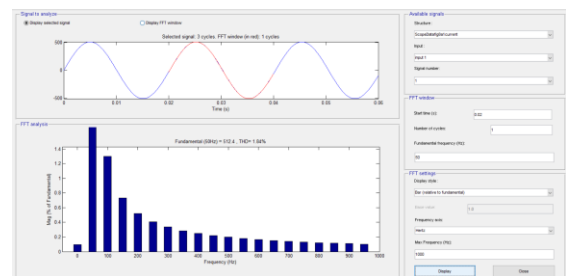 Signal to analyze
Display selected signal
Display FFT window
Selected signal: 3 cycles. FFT window (in red): 1 cycles
500
0
-500
0
0.01
0.02
0.03
0.04
0.05
0.06
Time (s)
FFT analysis
Fundamental (50Hz) = 512.4 , THD= 1.64%
1.4
1.2
1
0.8
0.6
0.4
0.2
0
Mag (% of Fundamental)
0
100
200
300
400
500
600
700
800
900
1000
Frequency (Hz)
Available signals
Structure:
Input:
input 1
Signal number:
1
FFT window
Start time (s):
0.02
Number of cycles:
1
Fundamental frequency (Hz):
50
FFT settings
Display style:
Bar (relative to fundamental)
Base value:
1.0
Frequency axis:
Hertz
Max Frequency (Hz):
1000
Display
Close